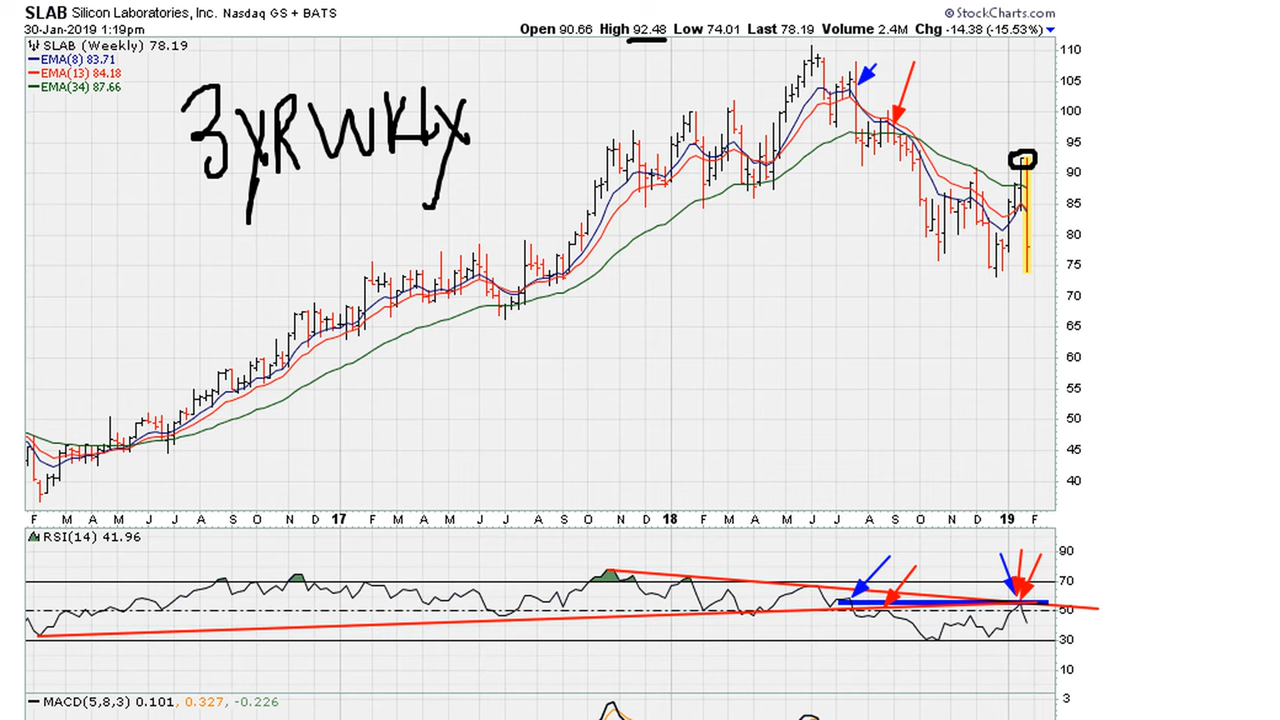 SLAB Silicon Laboratories, Inc. Nasdaq GS + BATS © StockCharts.com
30-Jan-2019 1:19pm Open 90.66 High 92.48 Low 74.01 Last 78.19 Volume 2.4M Chg -14.38 (-15.53%)
SLAB (Weekly) 78.19
EMA(8) 83.71
EMA(13) 84.18
EMA(34) 87.66
3 YR WKLY
110
105
100
95
90
85
80
75
70
65
60
55
50
45
40
F M A M J J A S O N D 17 F M A M J J A S O N D 18 F M A M J J A S O N D 19 F
RSI(14) 41.96
90
70
50
30
10
MACD(5,8,3) 0.101, 0.327, -0.226
3